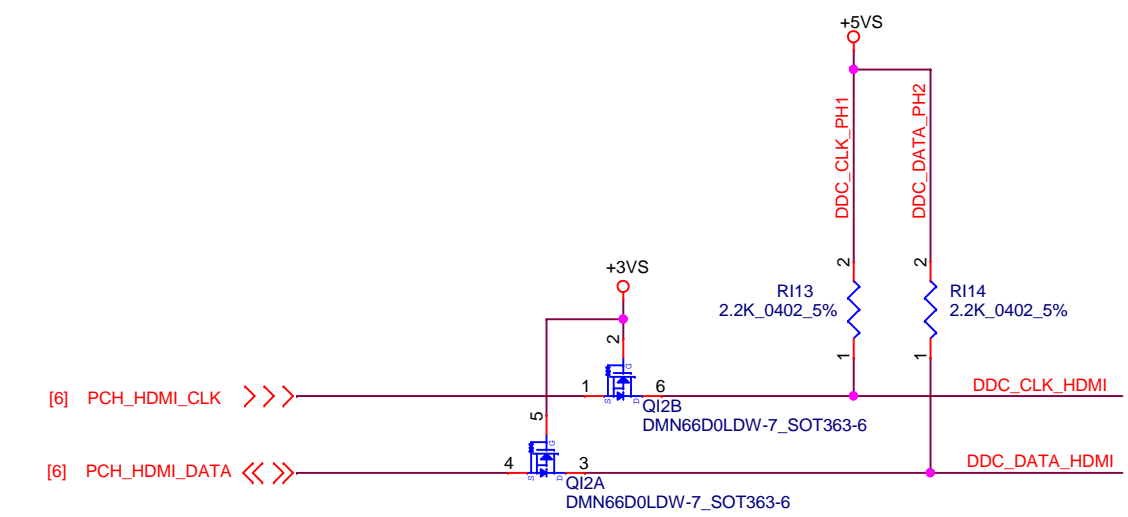 +5VS
DDC_CLK_PH1
DDC_DATA_PH2
+3VS
2
2
RI13
2.2K_0402_5%
RI14
2.2K_0402_5%
2
1
1
G
[6] PCH_HDMI_CLK
1
6
DDC_CLK_HDMI
S
D
QI2B
DMN66D0LDW-7_SOT363-6
5
G
[6] PCH_HDMI_DATA
4
3
DDC_DATA_HDMI
S
D
QI2A
DMN66D0LDW-7_SOT363-6